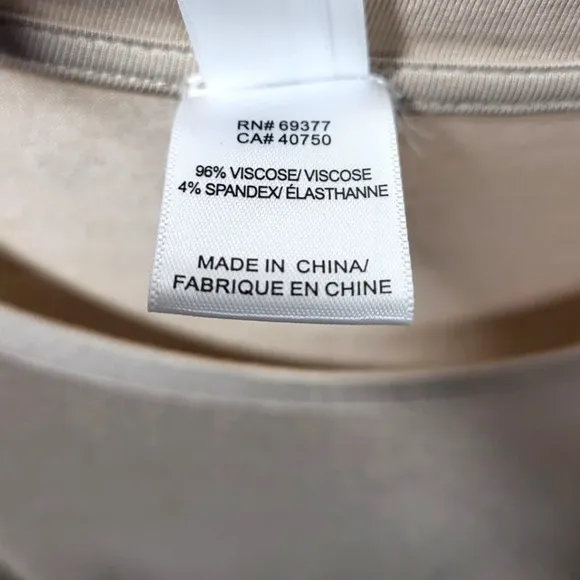 RN# 69377
CA# 40750
96% VISCOSE/ VISCOSE
4% SPANDEX/ ÉLASTHANNE
MADE IN CHINA/
FABRIQUE EN CHINE